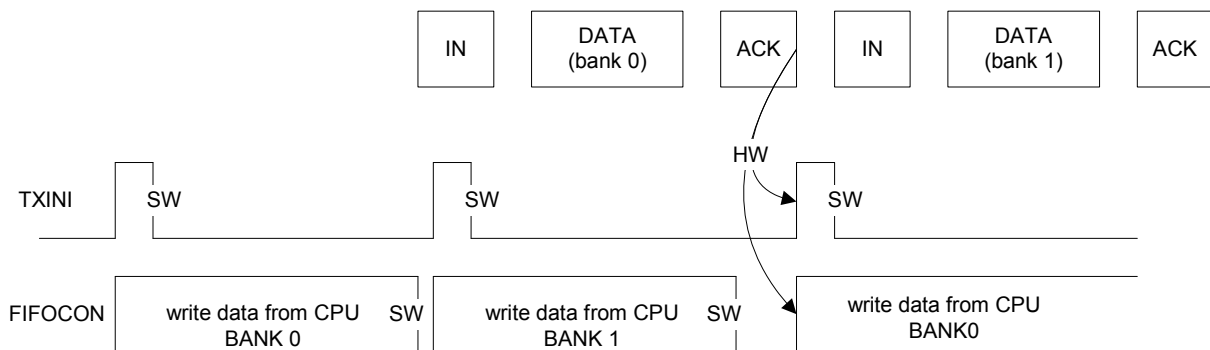 IN
DATA
(bank 0)
ACK
IN
DATA
(bank 1)
ACK
HW
TXINI
SW
SW
SW
FIFOCON
write data from CPU
BANK 0
SW
write data from CPU
BANK 1
SW
write data from CPU
BANK0